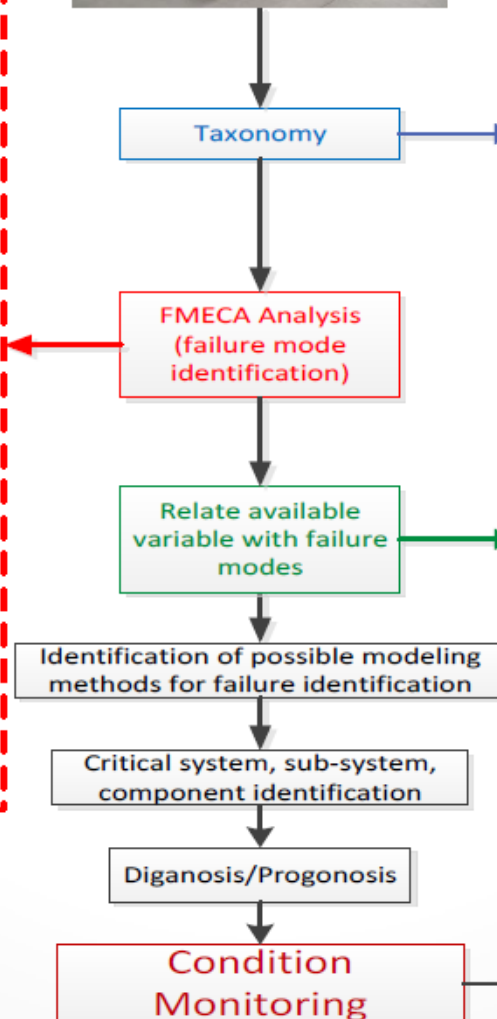 Taxonomy
FMECA Analysis
(failure mode
identification)
Relate available
variable with failure
modes
Identification of possible modeling
methods for failure identification
Critical system, sub-system,
component identification
Diganosis/Progonosis
Condition
Monitoring